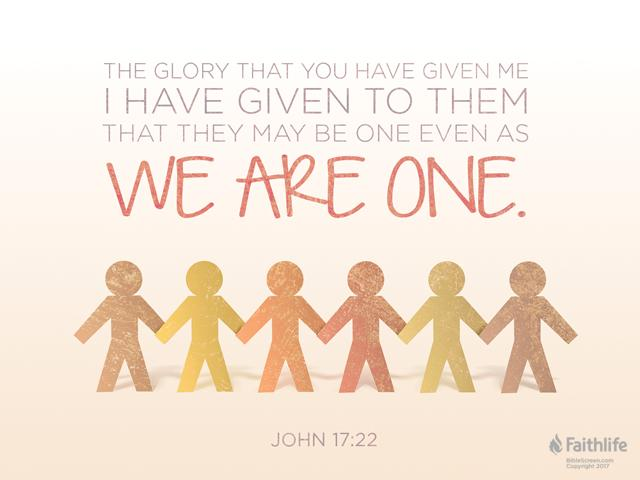 THE GLORY THAT YOU HAVE GIVEN ME
I HAVE GIVEN TO THEM
THAT THEY MAY BE ONE EVEN AS
WE ARE ONE.
JOHN 17:22
Faithlife
BibleScreen.com
Copyright 2017